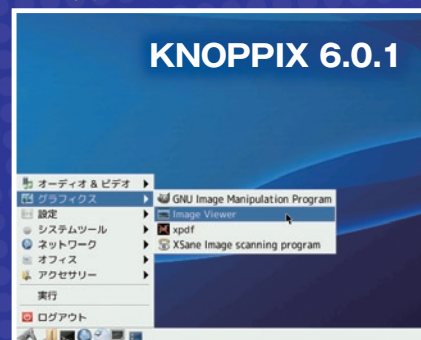 KNOPPIX 6.0.1
オーディオ & ビデオ
グラフィクス
設定
システムツール
ネットワーク
オフィス
アクセサリー
実行
ログアウト
GNU Image Manipulation Program
Image Viewer
xpdf
XSane Image scanning program